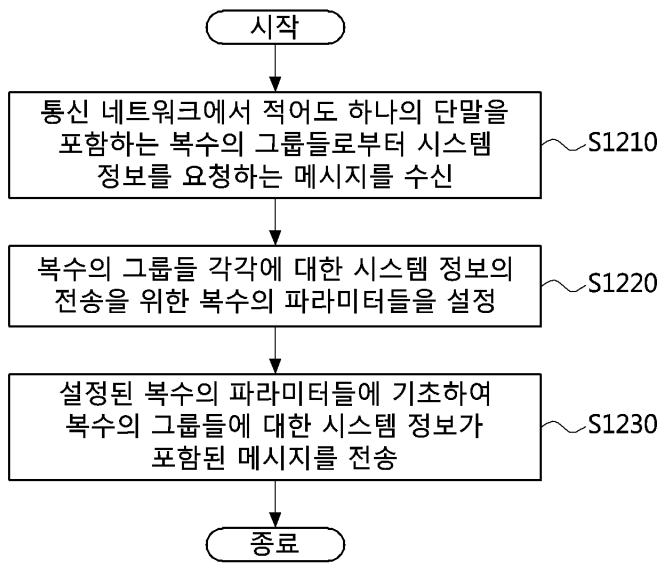 시작
통신 네트워크에서 적어도 하나의 단말을
포함하는 복수의 그룹들로부터 시스템
정보를 요청하는 메시지를 수신
S1210
복수의 그룹들 각각에 대한 시스템 정보의
전송을 위한 복수의 파라미터들을 설정
S1220
설정된 복수의 파라미터들에 기초하여
복수의 그룹들에 대한 시스템 정보가
포함된 메시지를 전송
S1230
종료